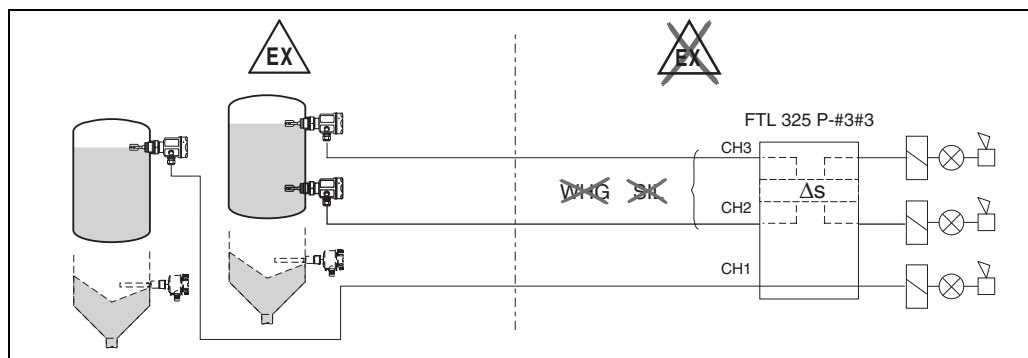 EX
EX
FTL 325 P-#3#3
CH3
WHG SIL
Δs
CH2
CH1